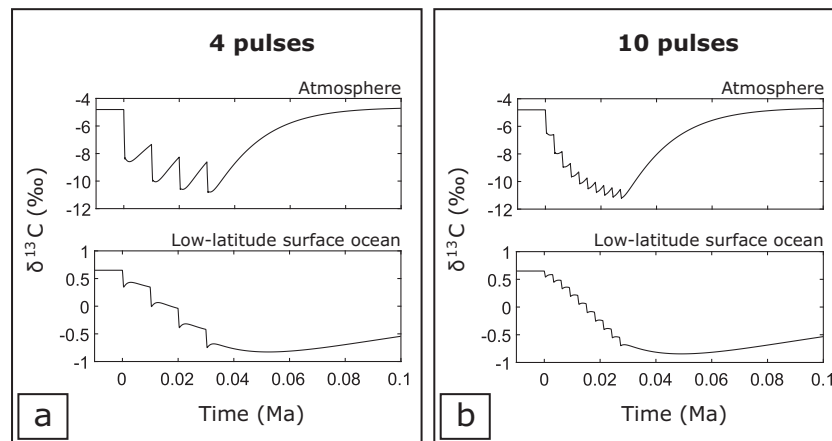 4 pulses
Atmosphere
-4
-6
-8
-10
-12
δ¹³C (‰)
Low-latitude surface ocean
1
0.5
0
-0.5
-1
0 0.02 0.04 0.06 0.08 0.1
Time (Ma)
a
10 pulses
Atmosphere
-4
-6
-8
-10
-12
δ¹³C (‰)
Low-latitude surface ocean
1
0.5
0
-0.5
-1
0 0.02 0.04 0.06 0.08 0.1
Time (Ma)
b